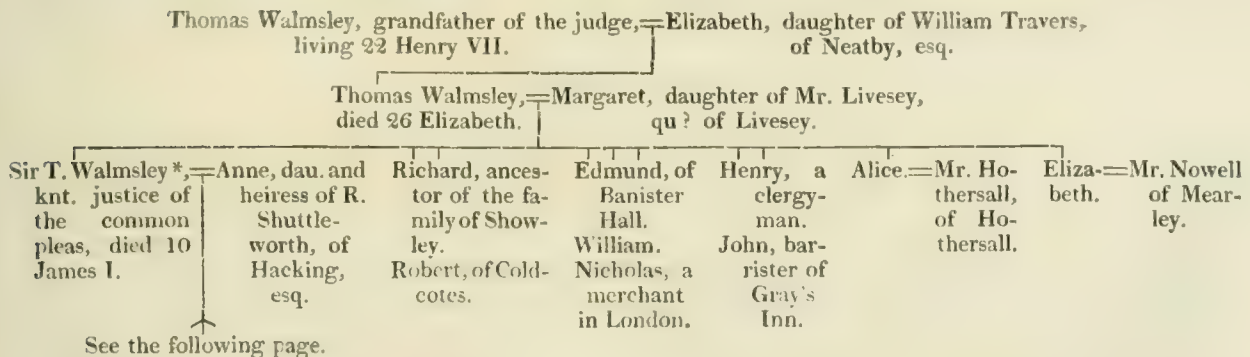 Thomas Walmsley, grandfather of the judge,=Elizabeth, daughter of William Travers,
living 22 Henry VII.
of Neatby, esq.
Thomas Walmsley,=Margaret, daughter of Mr. Livesey,
died 26 Elizabeth.
qu? of Livesey.
Sir T. Walmsley*,=
knt. justice of
the common
pleas, died 10
James I.
Anne, dau. and
heiress of R.
Shuttle-
worth, of
Hacking,
esq.
Richard, ances-
tor of the fa-
mily of Show-
ley.
Robert, of Cold-
cotes.
Edmund, of
Banister
Hall.
William.
Nicholas, a
merchant
in London.
Henry, a
clergy-
man.
John, bar-
rister of
Gray's
Inn.
Alice.=Mr. Ho-
thersall,
of Ho-
thersall.
Eliza-=Mr. Nowell
beth.
of Mear-
ley.
See the following page.